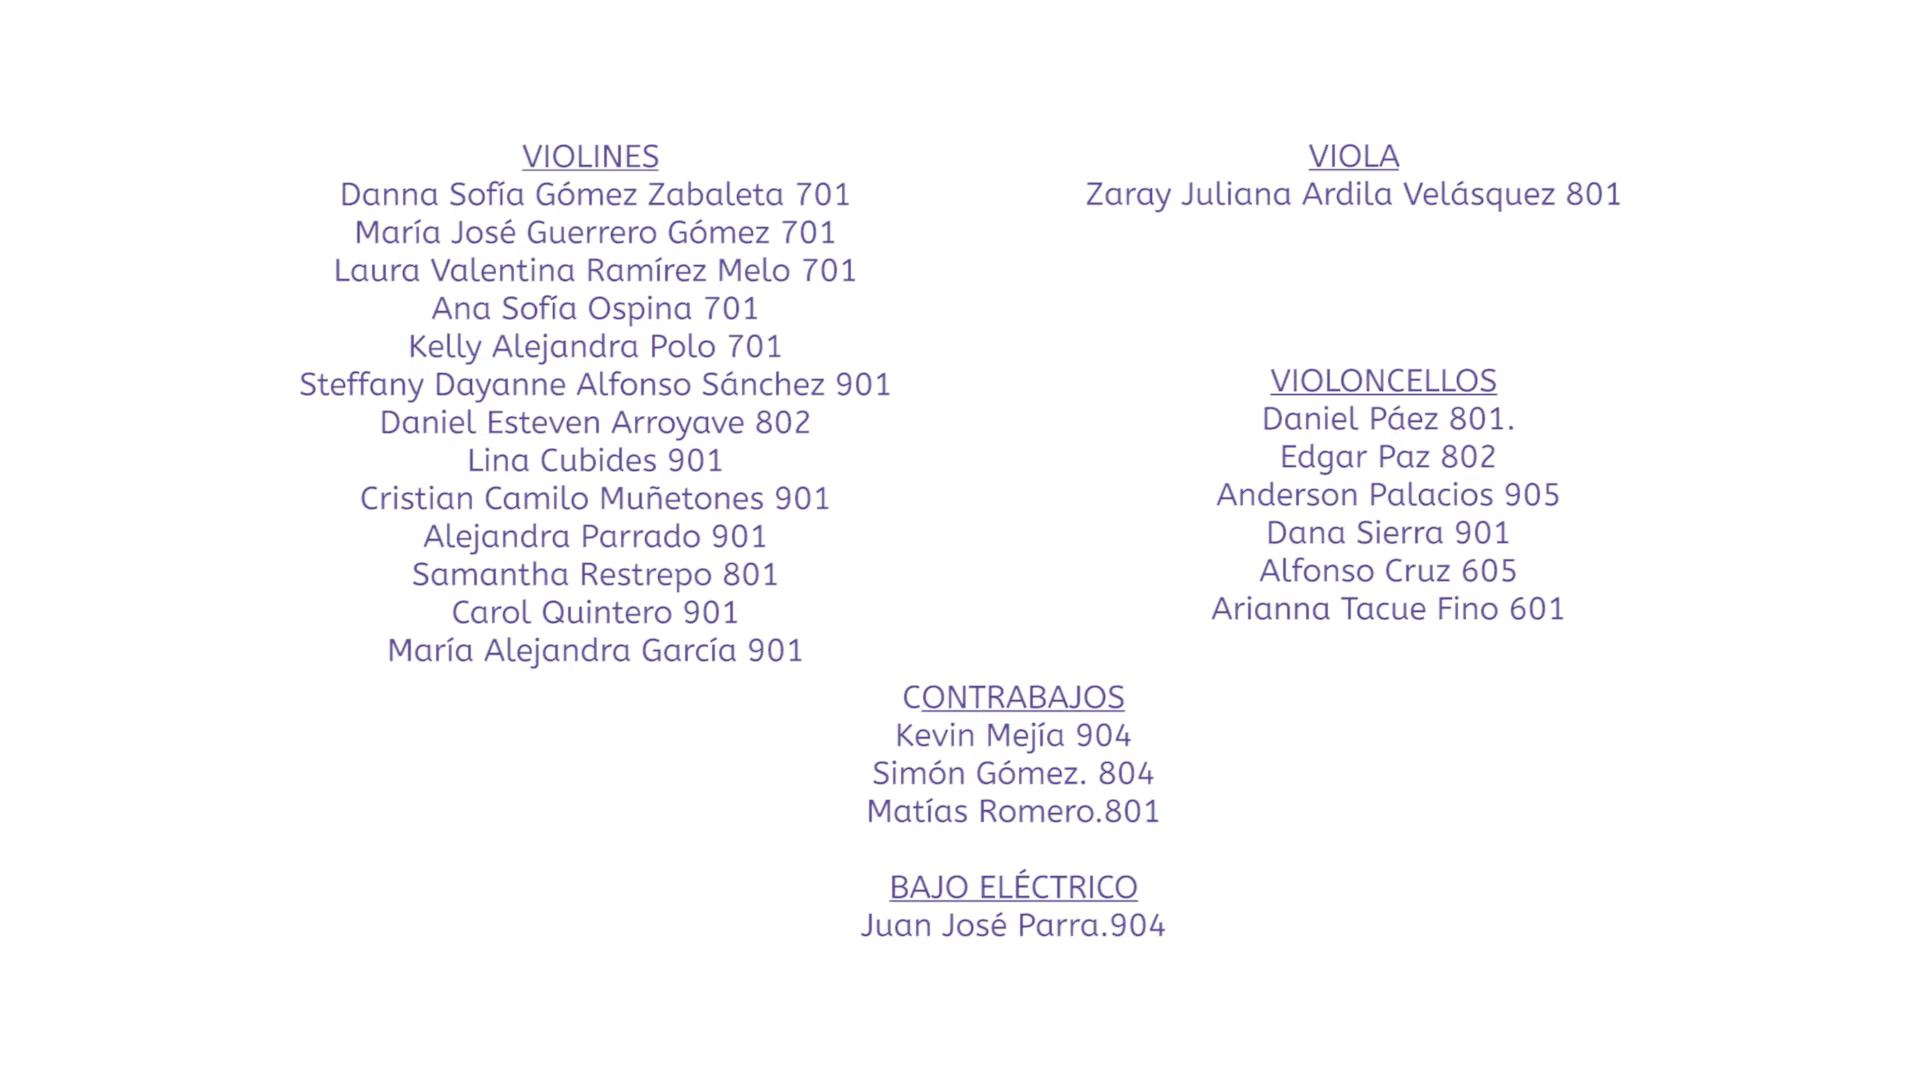 VIOLINES
Danna Sofía Gómez Zabaleta 701
María José Guerrero Gómez 701
Laura Valentina Ramírez Melo 701
Ana Sofía Ospina 701
Kelly Alejandra Polo 701
Steffany Dayanne Alfonso Sánchez 901
Daniel Esteven Arroyave 802
Lina Cubides 901
Cristian Camilo Muñetones 901
Alejandra Parrado 901
Samantha Restrepo 801
Carol Quintero 901
María Alejandra García 901
VIOLA
Zaray Juliana Ardila Velásquez 801
VIOLONCELLOS
Daniel Páez 801.
Edgar Paz 802
Anderson Palacios 905
Dana Sierra 901
Alfonso Cruz 605
Arianna Tacue Fino 601
CONTRABAJOS
Kevin Mejía 904
Simón Gómez. 804
Matías Romero.801
BAJO ELÉCTRICO
Juan José Parra.904